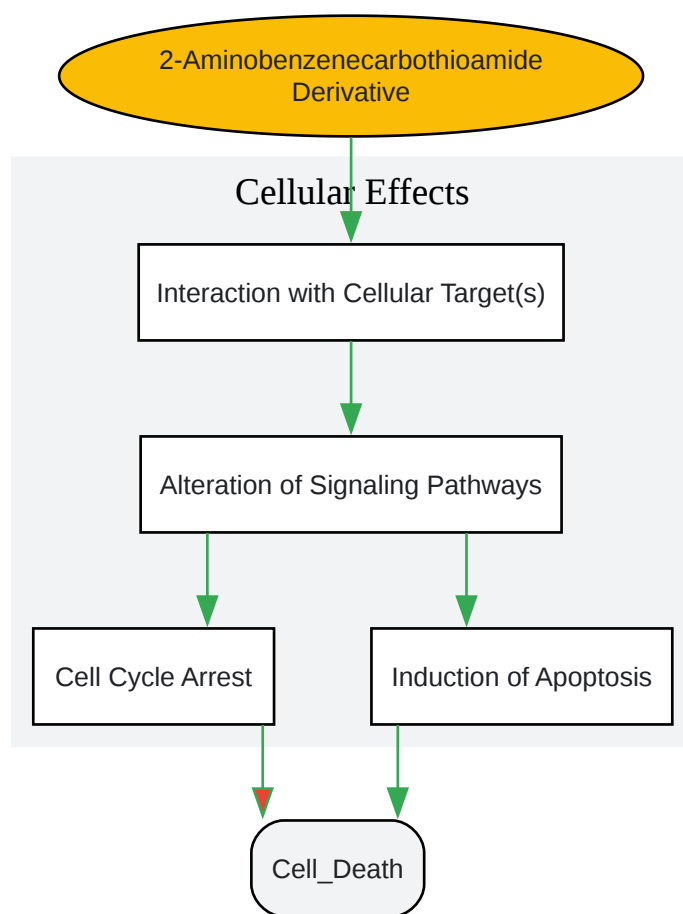 2-Aminobenzenecarbothioamide
Derivative
Cellular Effects
Interaction with Cellular Target(s)
Alteration of Signaling Pathways
Cell Cycle Arrest
Induction of Apoptosis
Cell_Death